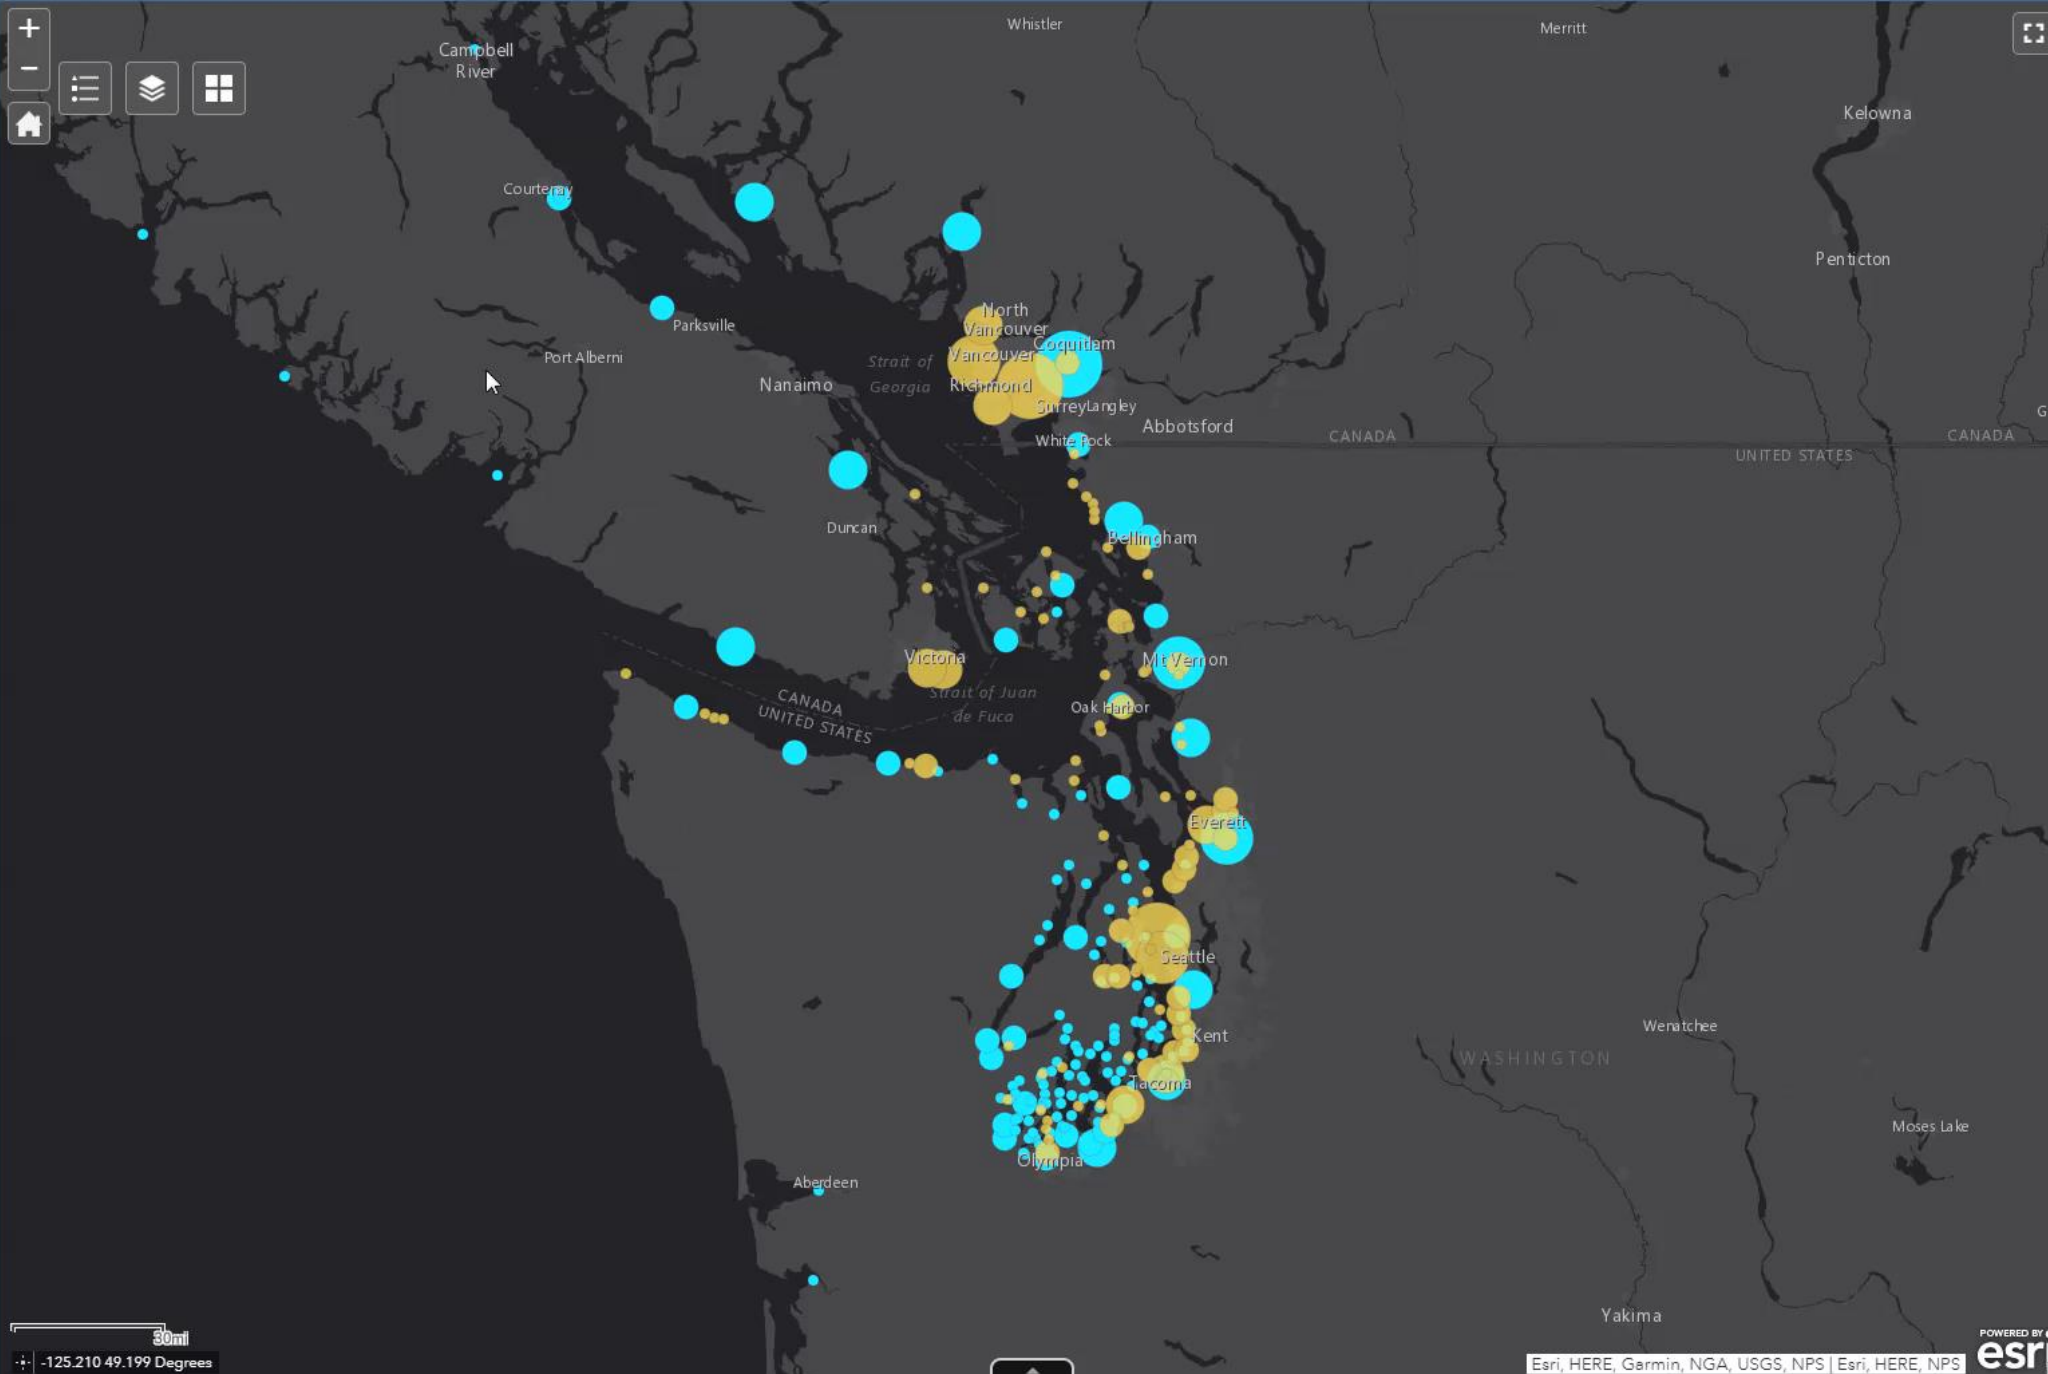 +
−
Whistler
Merritt
Campbell
River
Kelowna
Courtenay
Penticton
North
Vancouver
Parksville
Coquitlam
Port Alberni
Strait of
Georgia
Vancouver
Nanaimo
Richmond
SurreyLangley
Abbotsford
White Rock
CANADA
CANADA
UNITED STATES
Duncan
Bellingham
Victoria
Mt Vernon
Strait of Juan
de Fuca
CANADA
UNITED STATES
Oak Harbor
Everett
Seattle
Kent
Wenatchee
WASHINGTON
Tacoma
Moses Lake
Olympia
Aberdeen
Yakima
30mi
-125.210 49.199 Degrees
Esri, HERE, Garmin, NGA, USGS, NPS | Esri, HERE, NPS
POWERED BY
esri